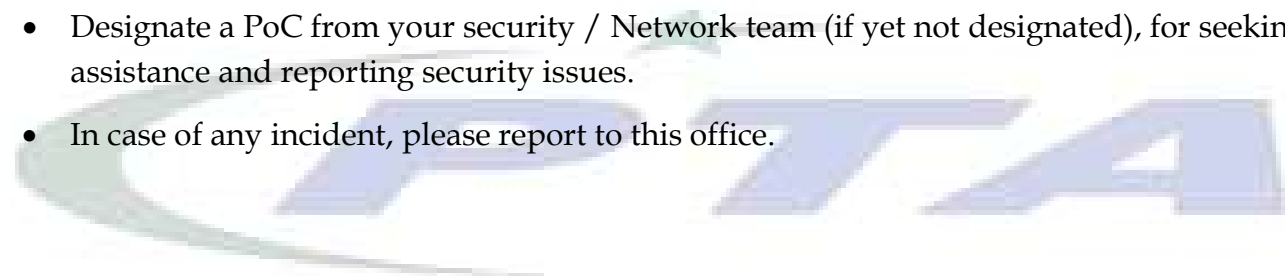 • Designate a PoC from your security / Network team (if yet not designated), for seekin
assistance and reporting security issues.
• In case of any incident, please report to this office.
PTA